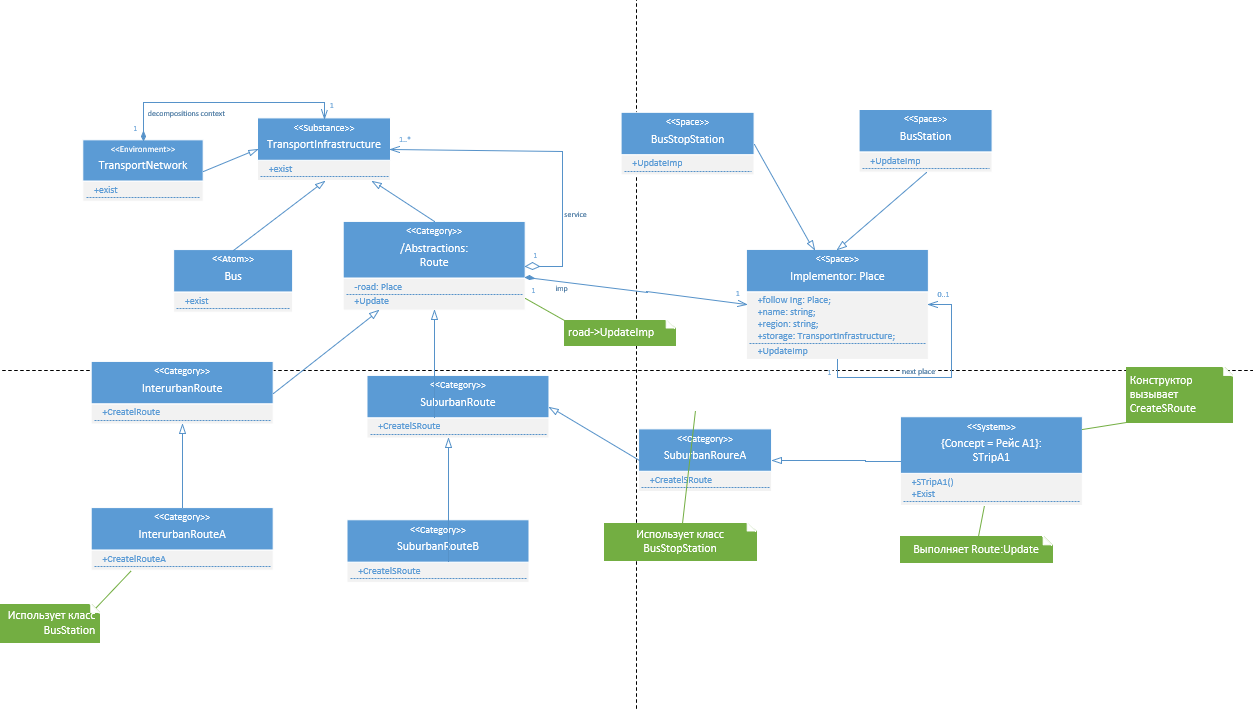 decompositions context
1
1
<<Environment>>
TransportNetwork
+exist
<<Substance>>
TransportInfrastructure
+exist
1..*
service
<<Space>>
BusStopStation
+UpdateImp
<<Space>>
BusStation
+UpdateImp
<<Atom>>
Bus
+exist
<<Category>>
/Abstractions:
Route
-road: Place
+Update
1
1
imp
1
<<Space>>
Implementor: Place
+follow Ing: Place;
+name: string;
+region: string;
+storage: TransportInfrastructure;
+UpdateImp
0..1
1
next place
road->UpdateImp
<<Category>>
InterurbanRoute
+CreateIRoute
<<Category>>
SuburbanRoute
+CreateISRoute
Конструктор
вызывает
CreateSRoute
<<Category>>
SuburbanRoureA
+CreateISRoute
<<System>>
{Concept = Рейс А1}:
STripA1
+STripA1()
+Exist
<<Category>>
InterurbanRouteA
+CreateIRouteA
<<Category>>
SuburbanRouteB
+CreateISRoute
Использует класс
BusStopStation
Выполняет Route:Update
Использует класс
BusStation